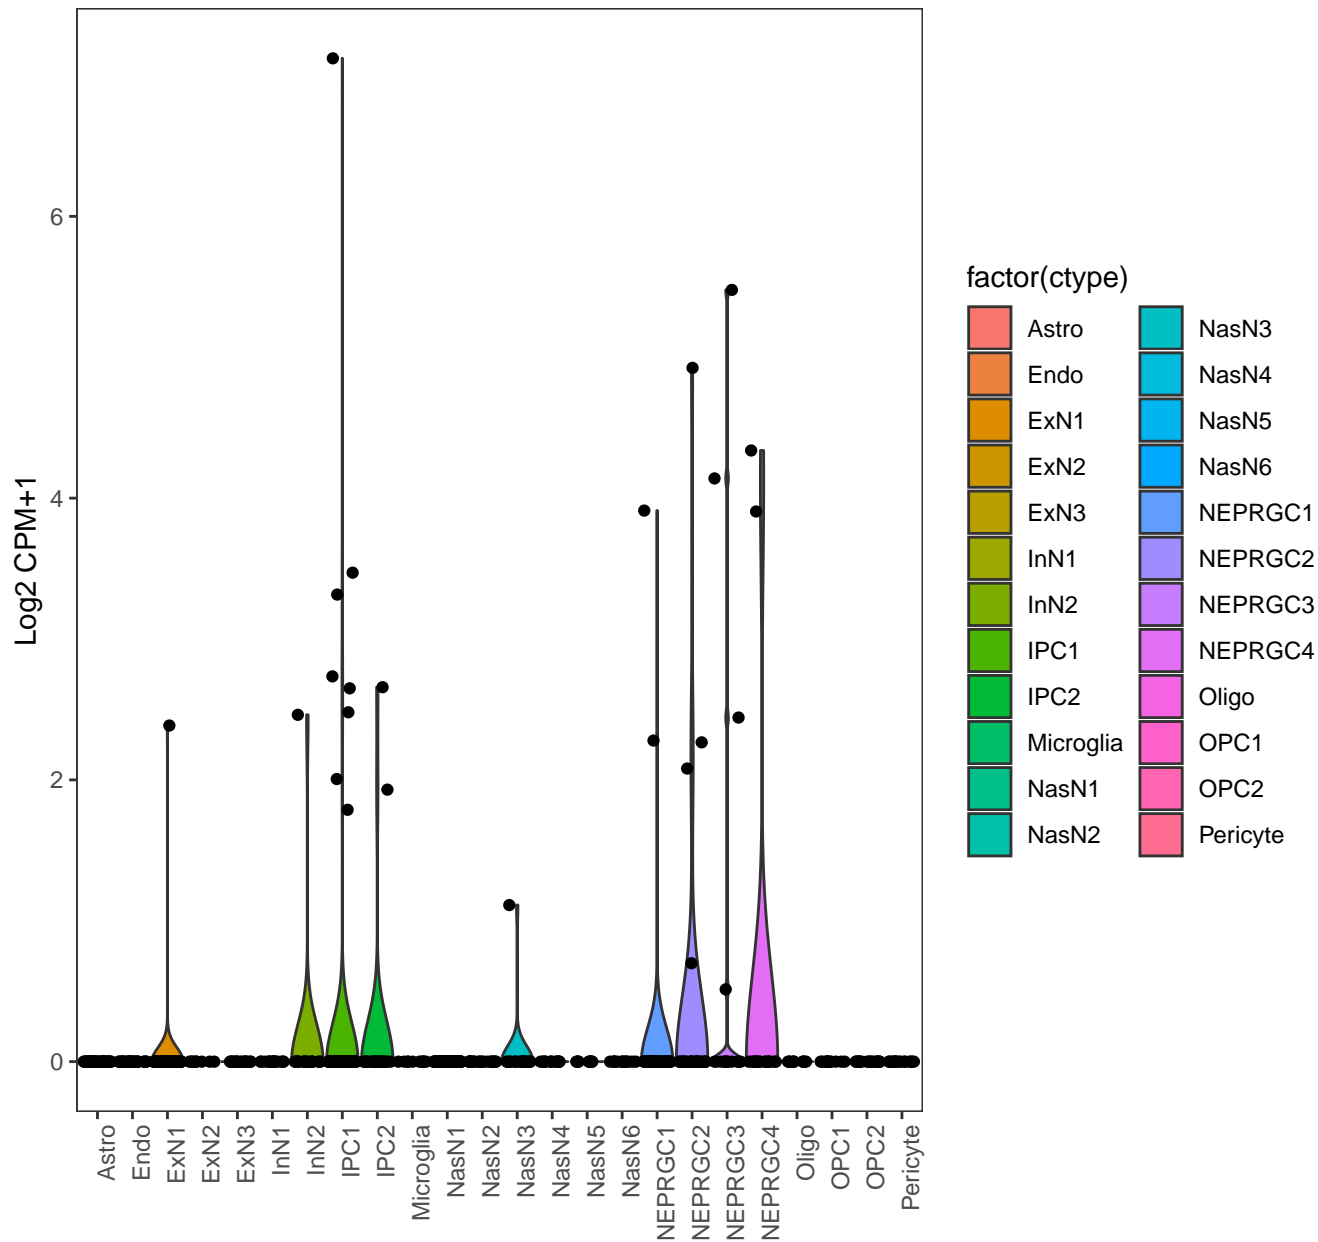 Log2 CPM+1
6
4
2
0
Astro
Endo
ExN1
ExN2
ExN3
InN1
InN2
IPC1
IPC2
Microglia
NasN1
NasN2
NasN3
NasN4
NasN5
NasN6
NEPRGC1
NEPRGC2
NEPRGC3
NEPRGC4
Oligo
OPC1
OPC2
Pericyte
factor(ctype)
Astro
Endo
ExN1
ExN2
ExN3
InN1
InN2
IPC1
IPC2
Microglia
NasN1
NasN2
NasN3
NasN4
NasN5
NasN6
NEPRGC1
NEPRGC2
NEPRGC3
NEPRGC4
Oligo
OPC1
OPC2
Pericyte